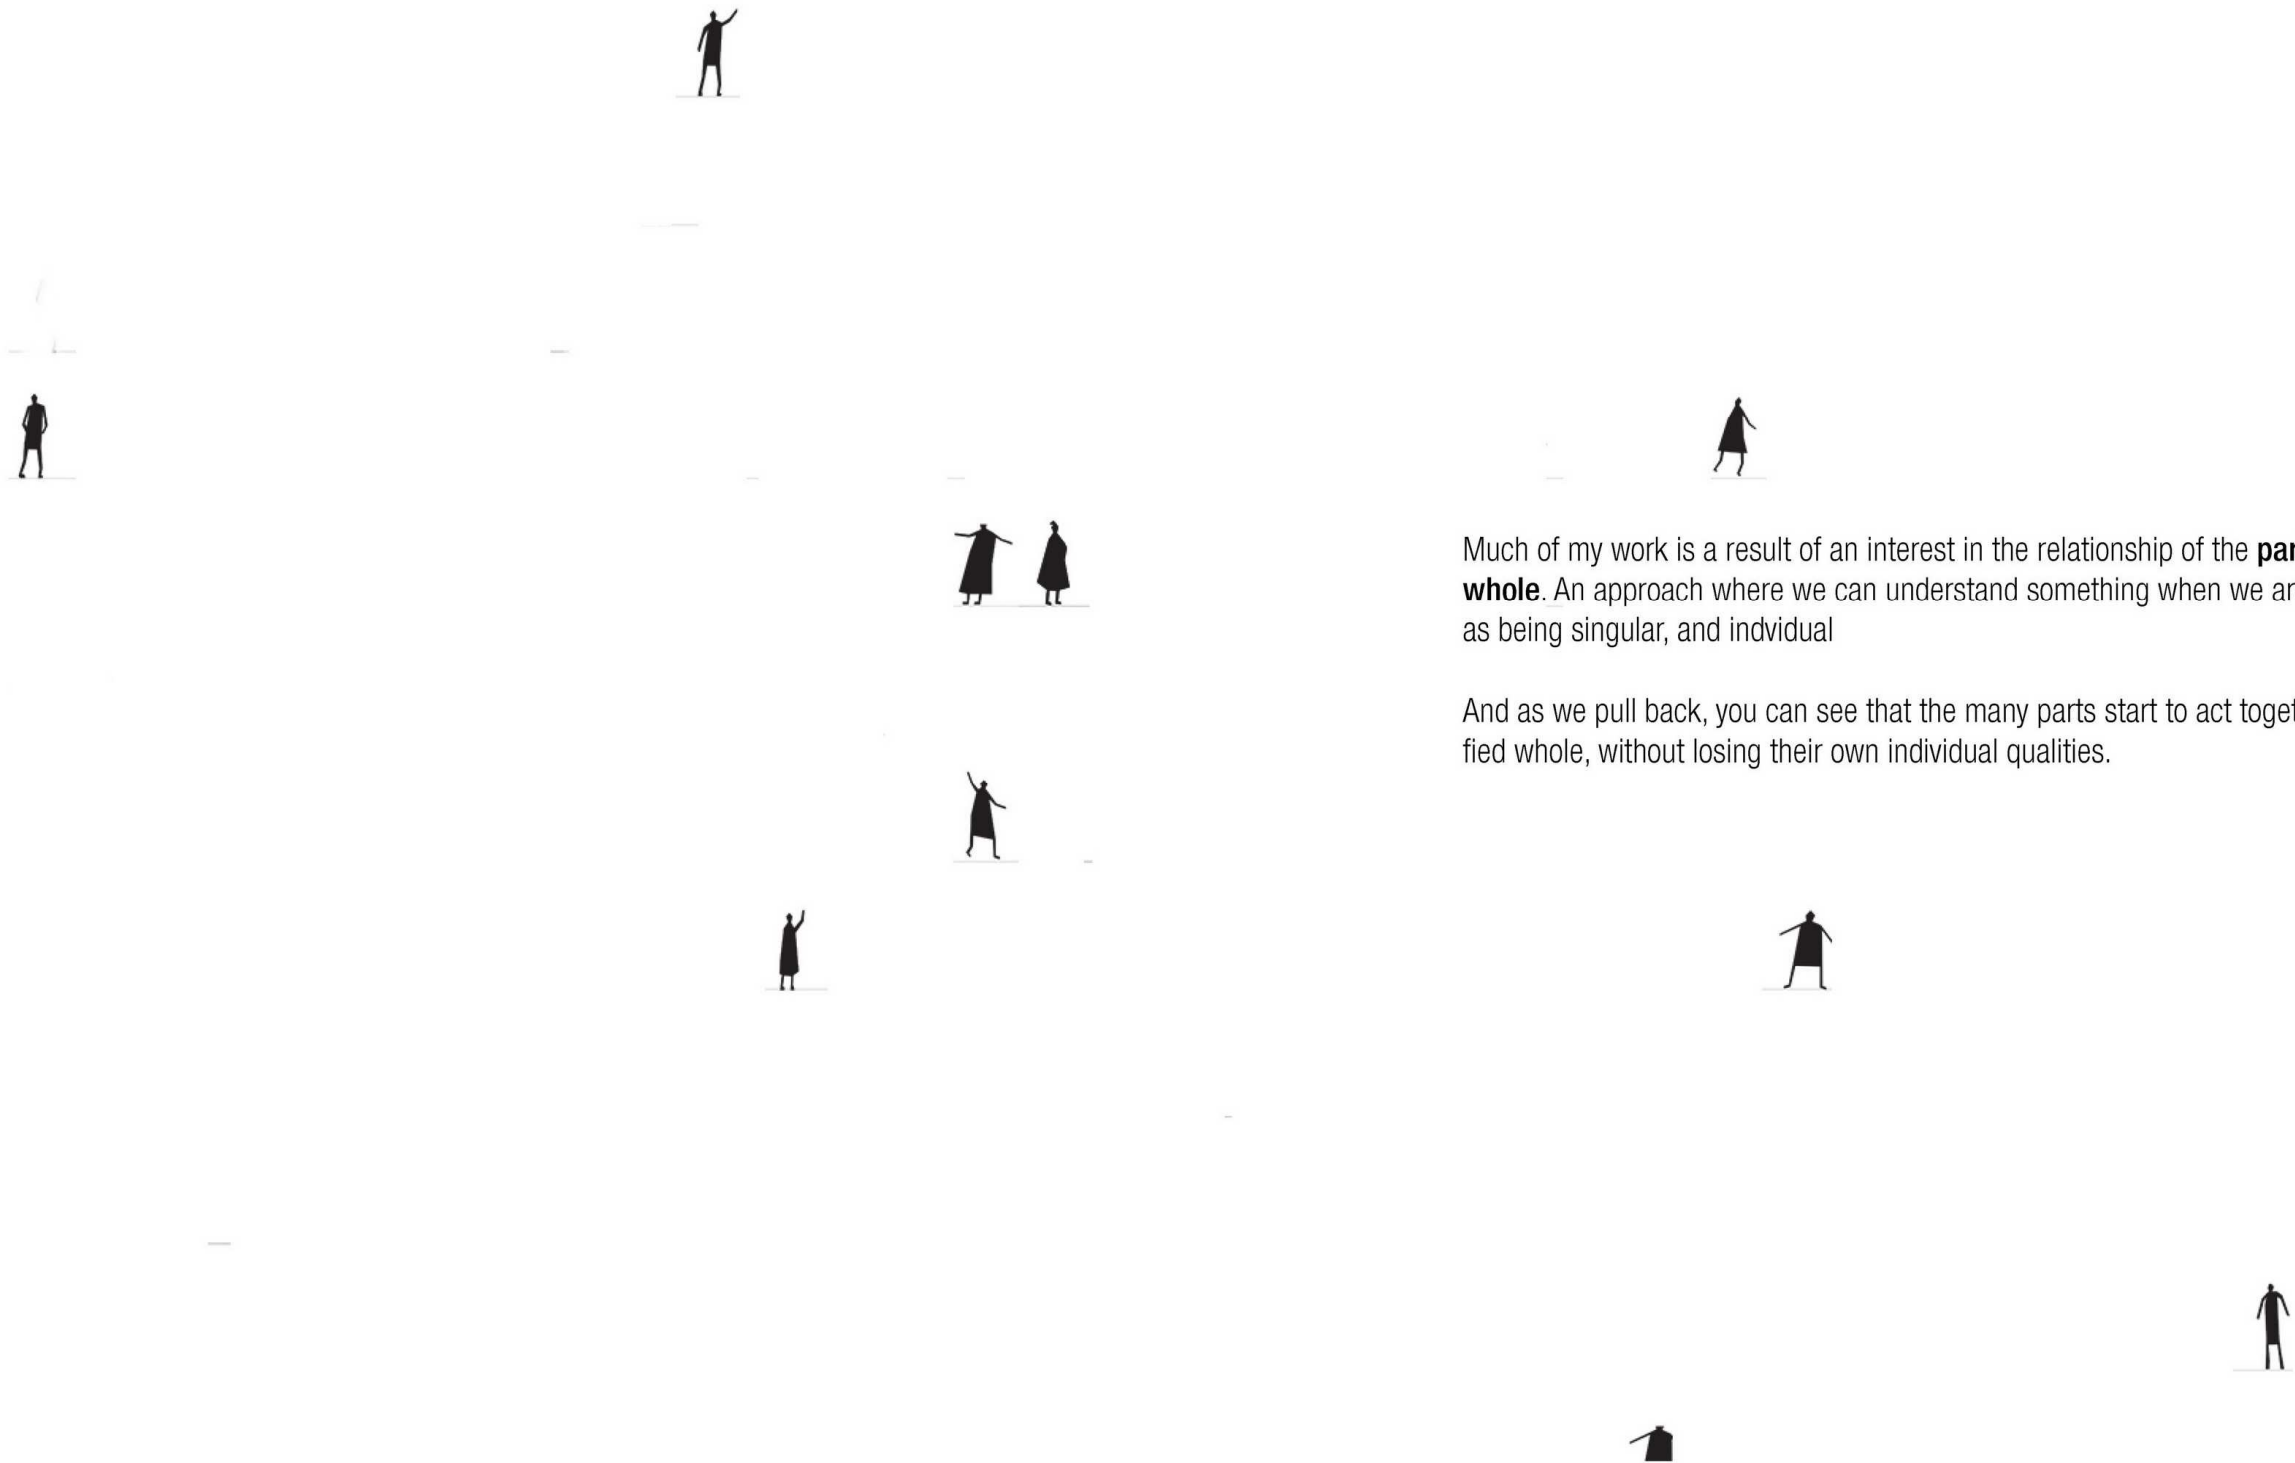 Much of my work is a result of an interest in the relationship of the
whole. An approach where we can understand something when we
as being singular, and indvidual
And as we pull back, you can see that the many parts start to act
fied whole, without losing their own individual qualities.